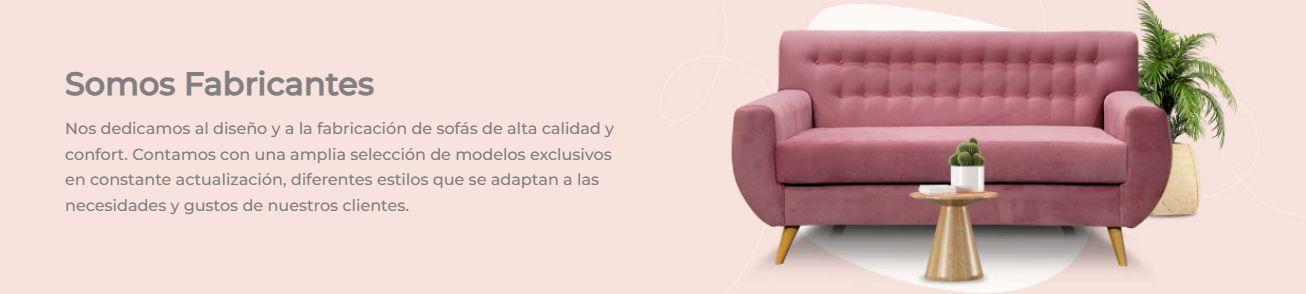 Somos Fabricantes
Nos dedicamos al diseño y a la fabricación de sofás de alta calidad y
confort. Contamos con una amplia selección de modelos exclusivos
en constante actualización, diferentes estilos que se adaptan a las
necesidades y gustos de nuestros clientes.